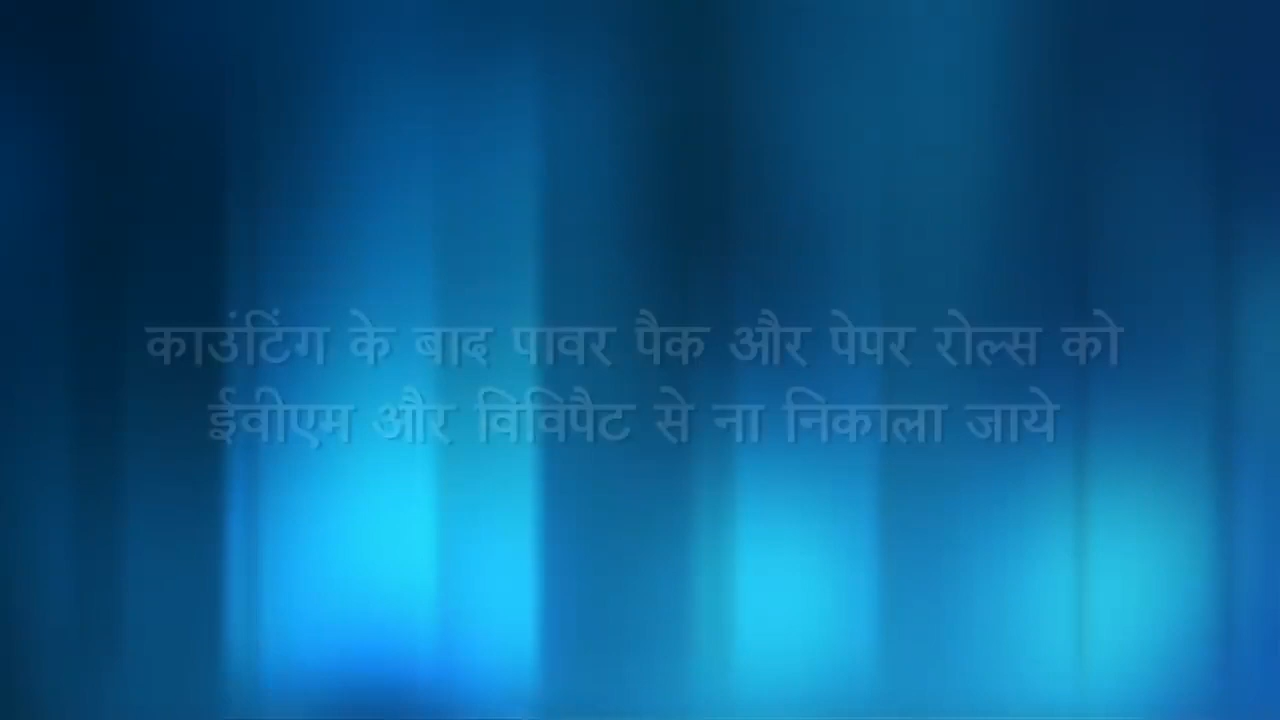 काउंटिंग के बाद पावर पैक और पेपर रोल्स को
ईवीएम और विविपैट से ना निकाला जाये